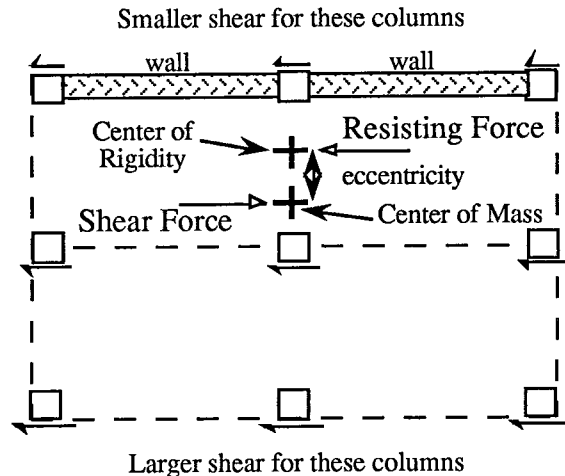 Smaller shear for these columns
wall wall
Center of Rigidity
Resisting Force
eccentricity
Shear Force
Center of Mass
Larger shear for these columns